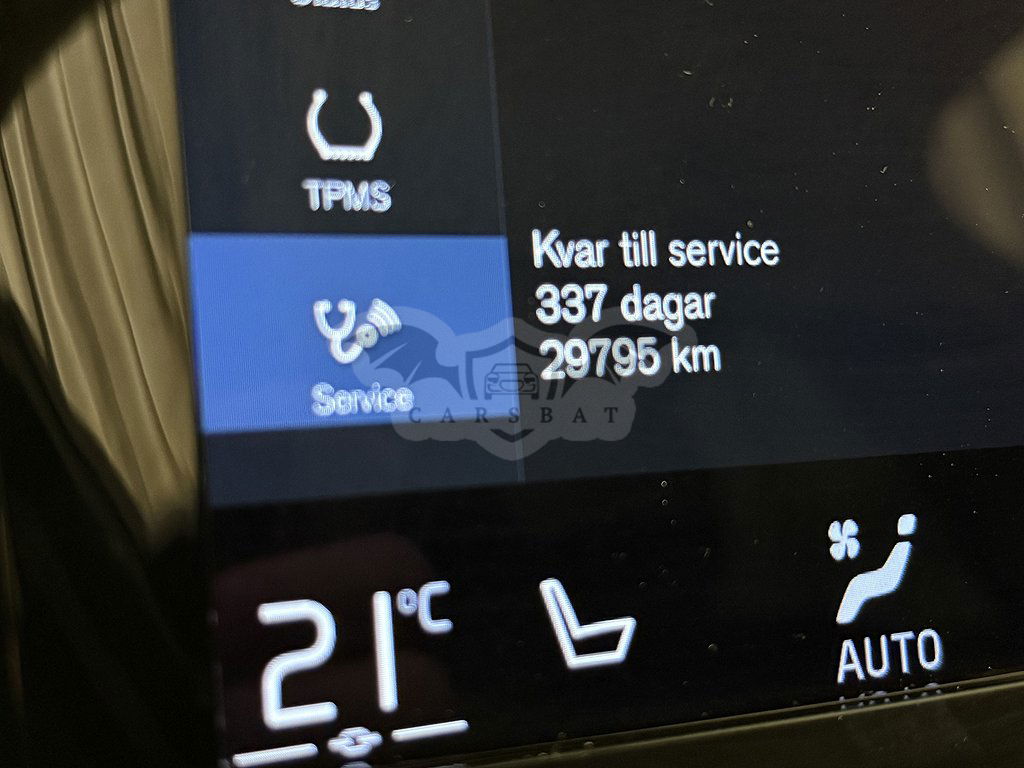 TPMS
Kvar till service
337 dagar
29795 km
Service
CARSBAT
21°C
AUTO